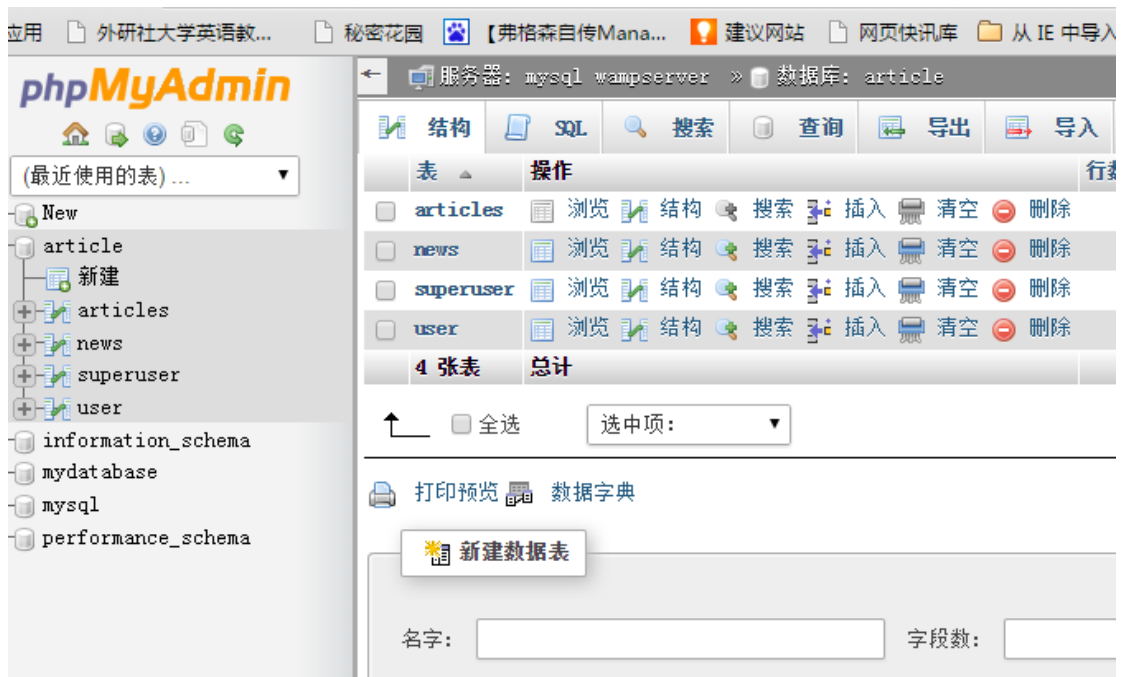 应用 外研社大学英语教... 秘密花园 【弗格森自传Mana... 建议网站 网页快讯库 从 IE 中导入
phpMyAdmin
(最近使用的表) ...
New
article
新建
articles
news
superuser
user
information_schema
mydatabase
mysql
performance_schema
服务器: mysql wampserver » 数据库: article
结构 SQL 搜索 查询 导出 导入
表 操作 行数
articles 浏览 结构 搜索 插入 清空 删除
news 浏览 结构 搜索 插入 清空 删除
superuser 浏览 结构 搜索 插入 清空 删除
user 浏览 结构 搜索 插入 清空 删除
4 张表 总计
全选 选中项:
打印预览 数据字典
新建数据表
名字: 字段数: